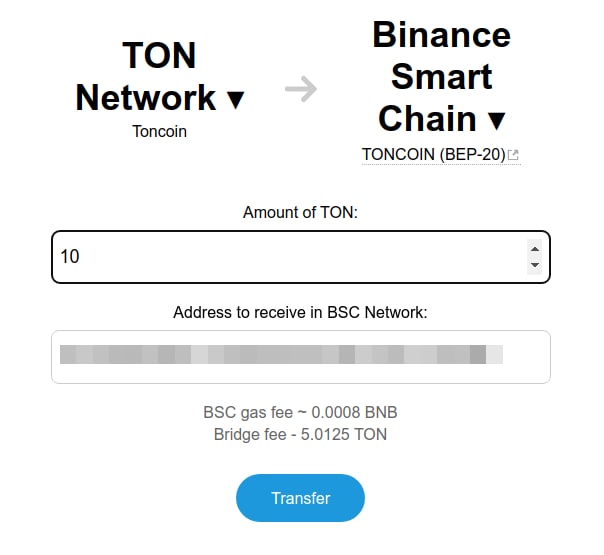 TON
Network ▼
Toncoin
Binance
Smart
Chain ▼
TONCOIN (BEP-20)
Amount of TON:
10
Address to receive in BSC Network:
BSC gas fee ~ 0.0008 BNB
Bridge fee - 5.0125 TON
Transfer